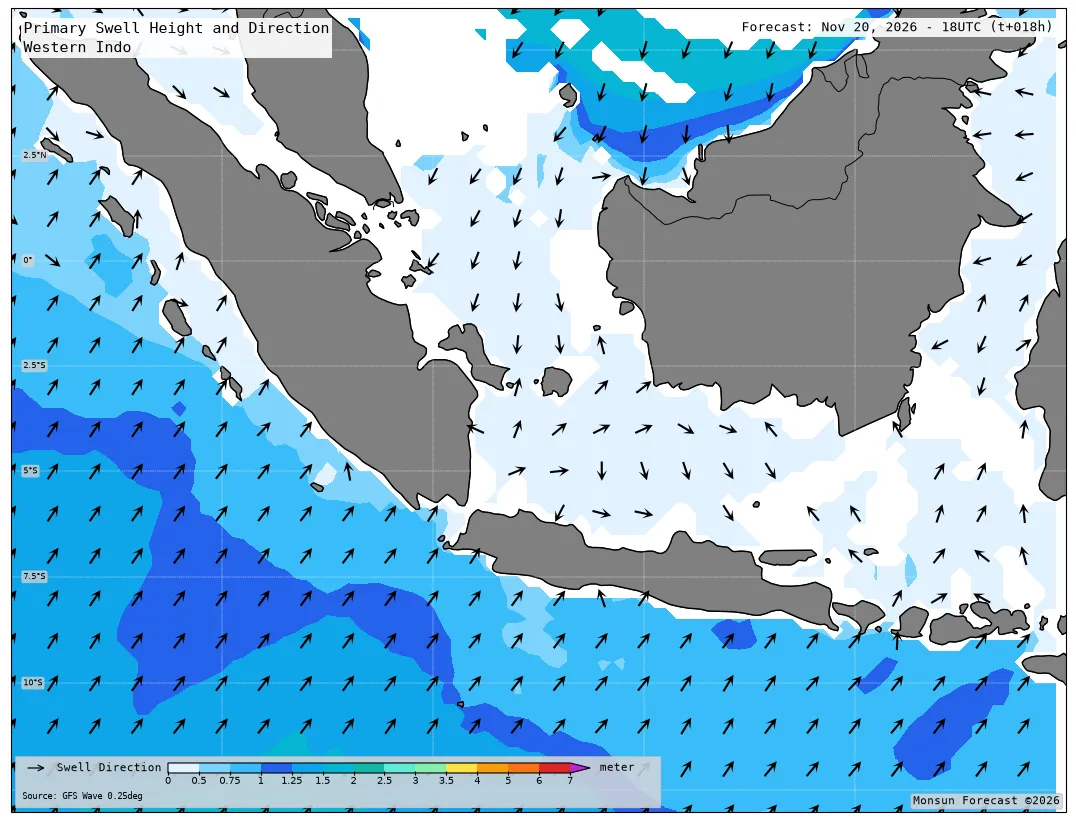 Primary Swell Height and Direction
Western Indo
Forecast: Nov 20, 2026 - 18UTC (t+018h)
2.5°N
0°
2.5°S
5°S
7.5°S
10°S
Swell Direction
0 0.5 0.75 1 1.25 1.5 2 2.5 3 3.5 4 5 6 7
meter
Source: GFS Wave 0.25deg
Monsun Forecast ©2026